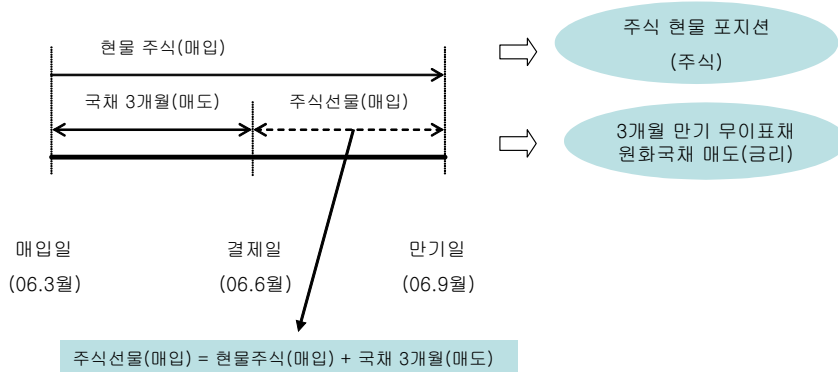 현물 주식(매입)
주식 현물 포지션
(주식)
국채 3개월(매도)
주식선물(매입)
3개월 만기 무이표채
원화국채 매도(금리)
매입일
결제일
만기일
(06.3월)
(06.6월)
(06.9월)
주식선물(매입) = 현물주식(매입) + 국채 3개월(매도)